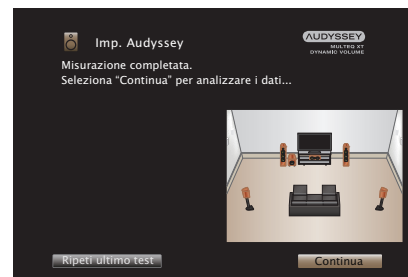 Imp. Audyssey
AUDYSSEY
MULTEQ XT
DYNAMIC VOLUME
Misurazione completata.
Seleziona “Continua” per analizzare i dati...
Ripeti ultimo test
Continua